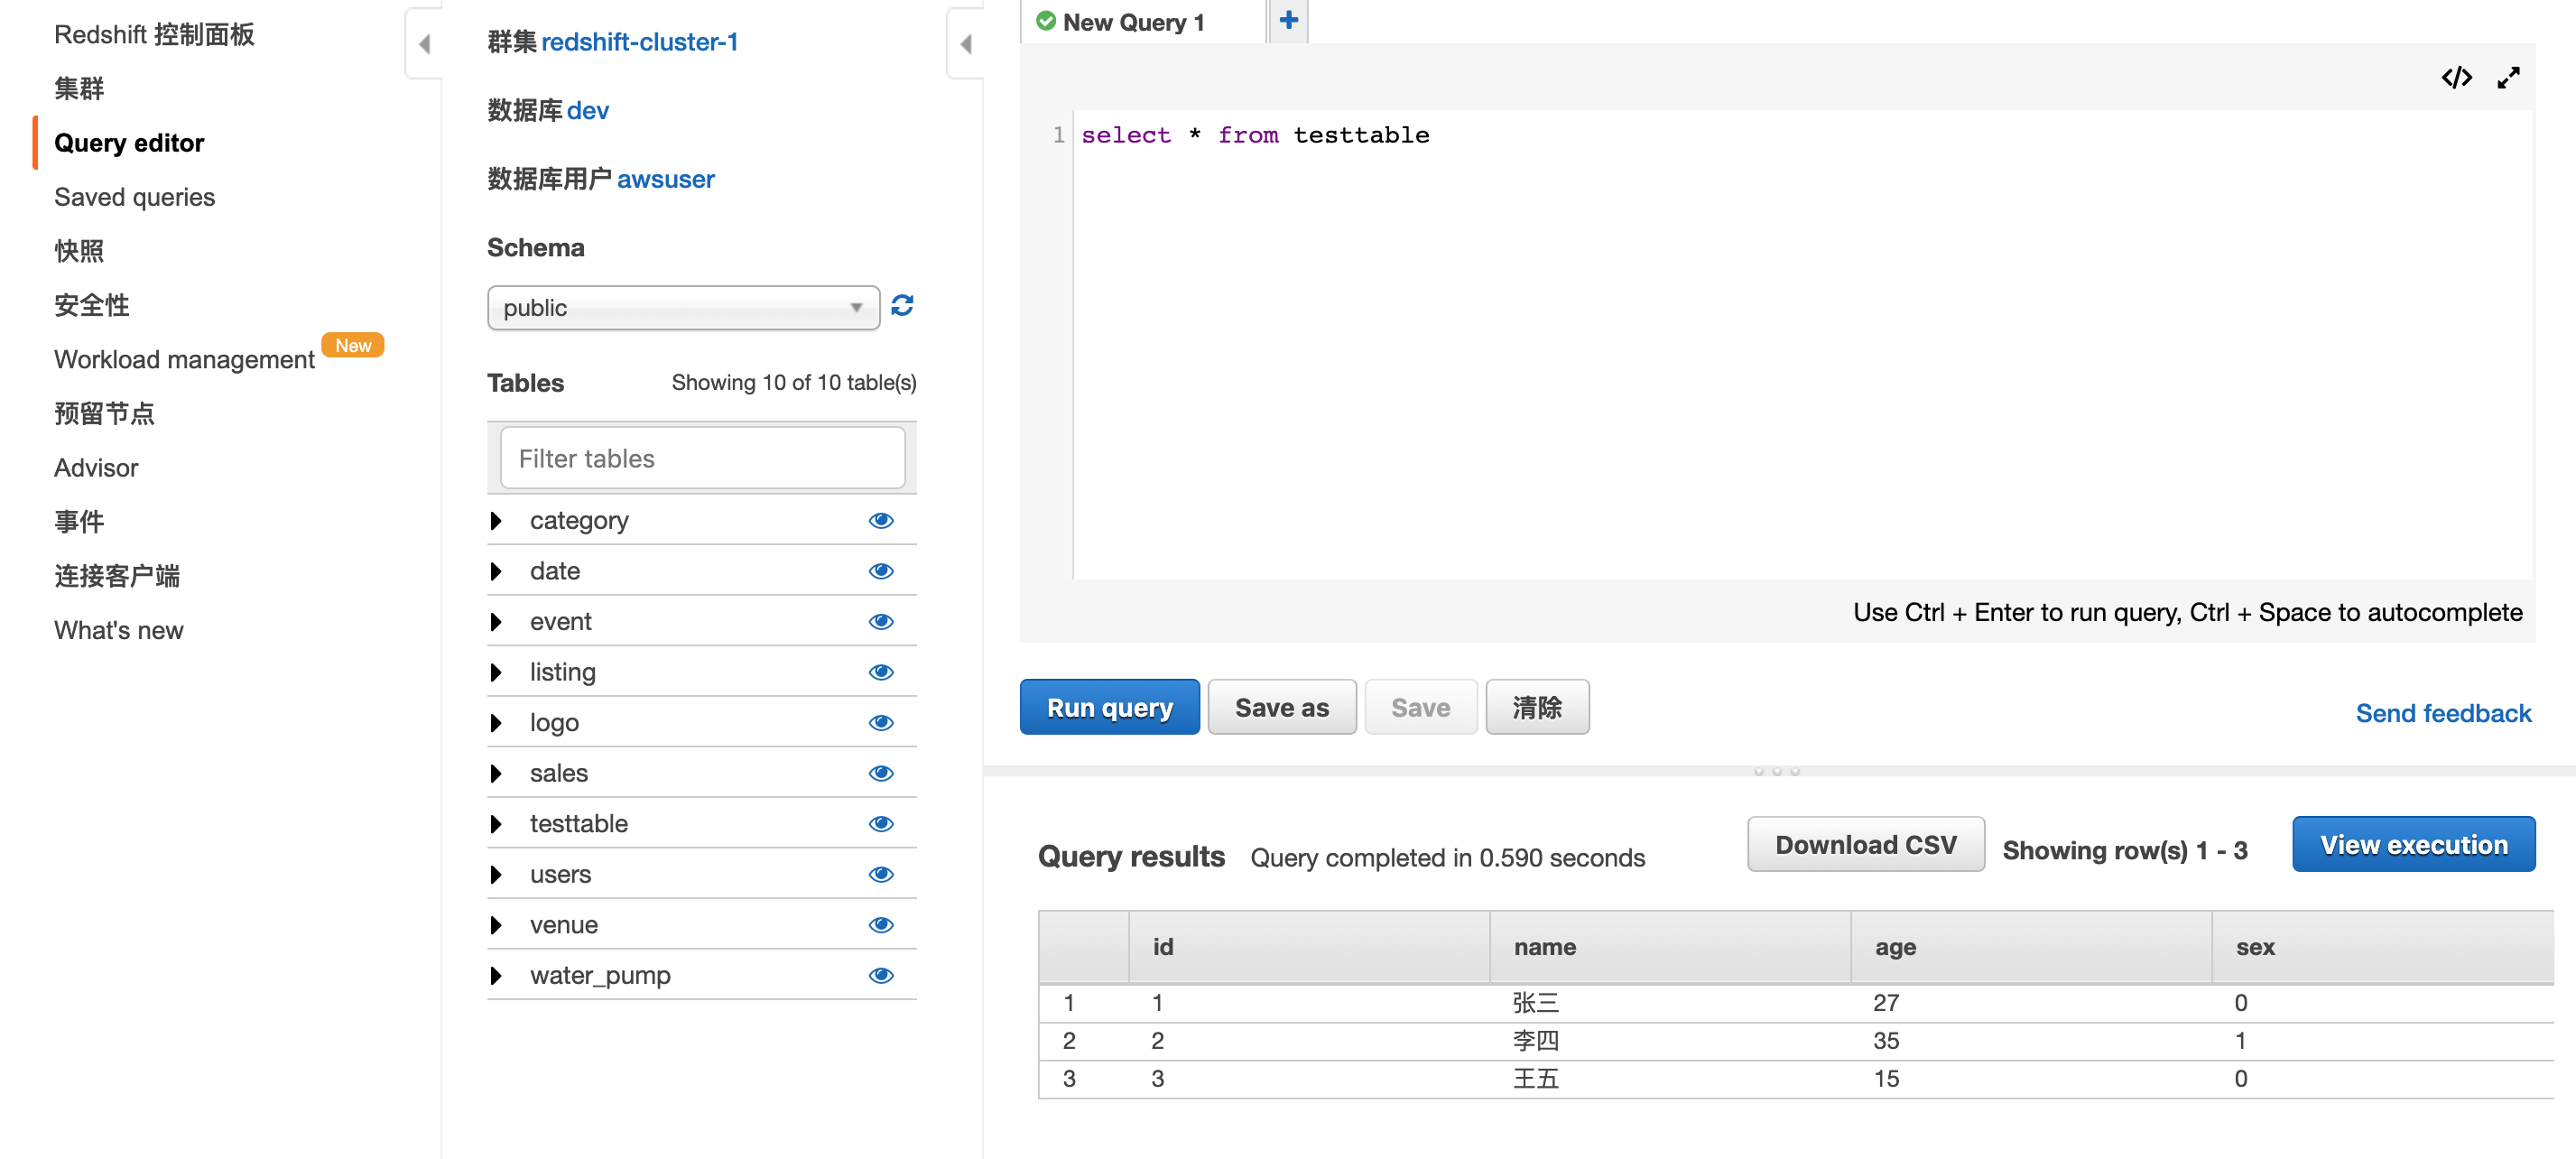 Redshift 控制面板
集群
Query editor
Saved queries
快照
安全性
Workload management New
预留节点
Advisor
事件
连接客户端
What's new
群集 redshift-cluster-1
数据库 dev
数据库用户 awsuser
Schema
public
Tables Showing 10 of 10 table(s)
Filter tables
category
date
event
listing
logo
sales
testtable
users
venue
water_pump
New Query 1
1 select * from testtable
Use Ctrl + Enter to run query, Ctrl + Space to autocomplete
Run query Save as Save 清除 Send feedback
Query results Query completed in 0.590 seconds Download CSV Showing row(s) 1 - 3 View execution
id name age sex
1 1 张三 27 0
2 2 李四 35 1
3 3 王五 15 0